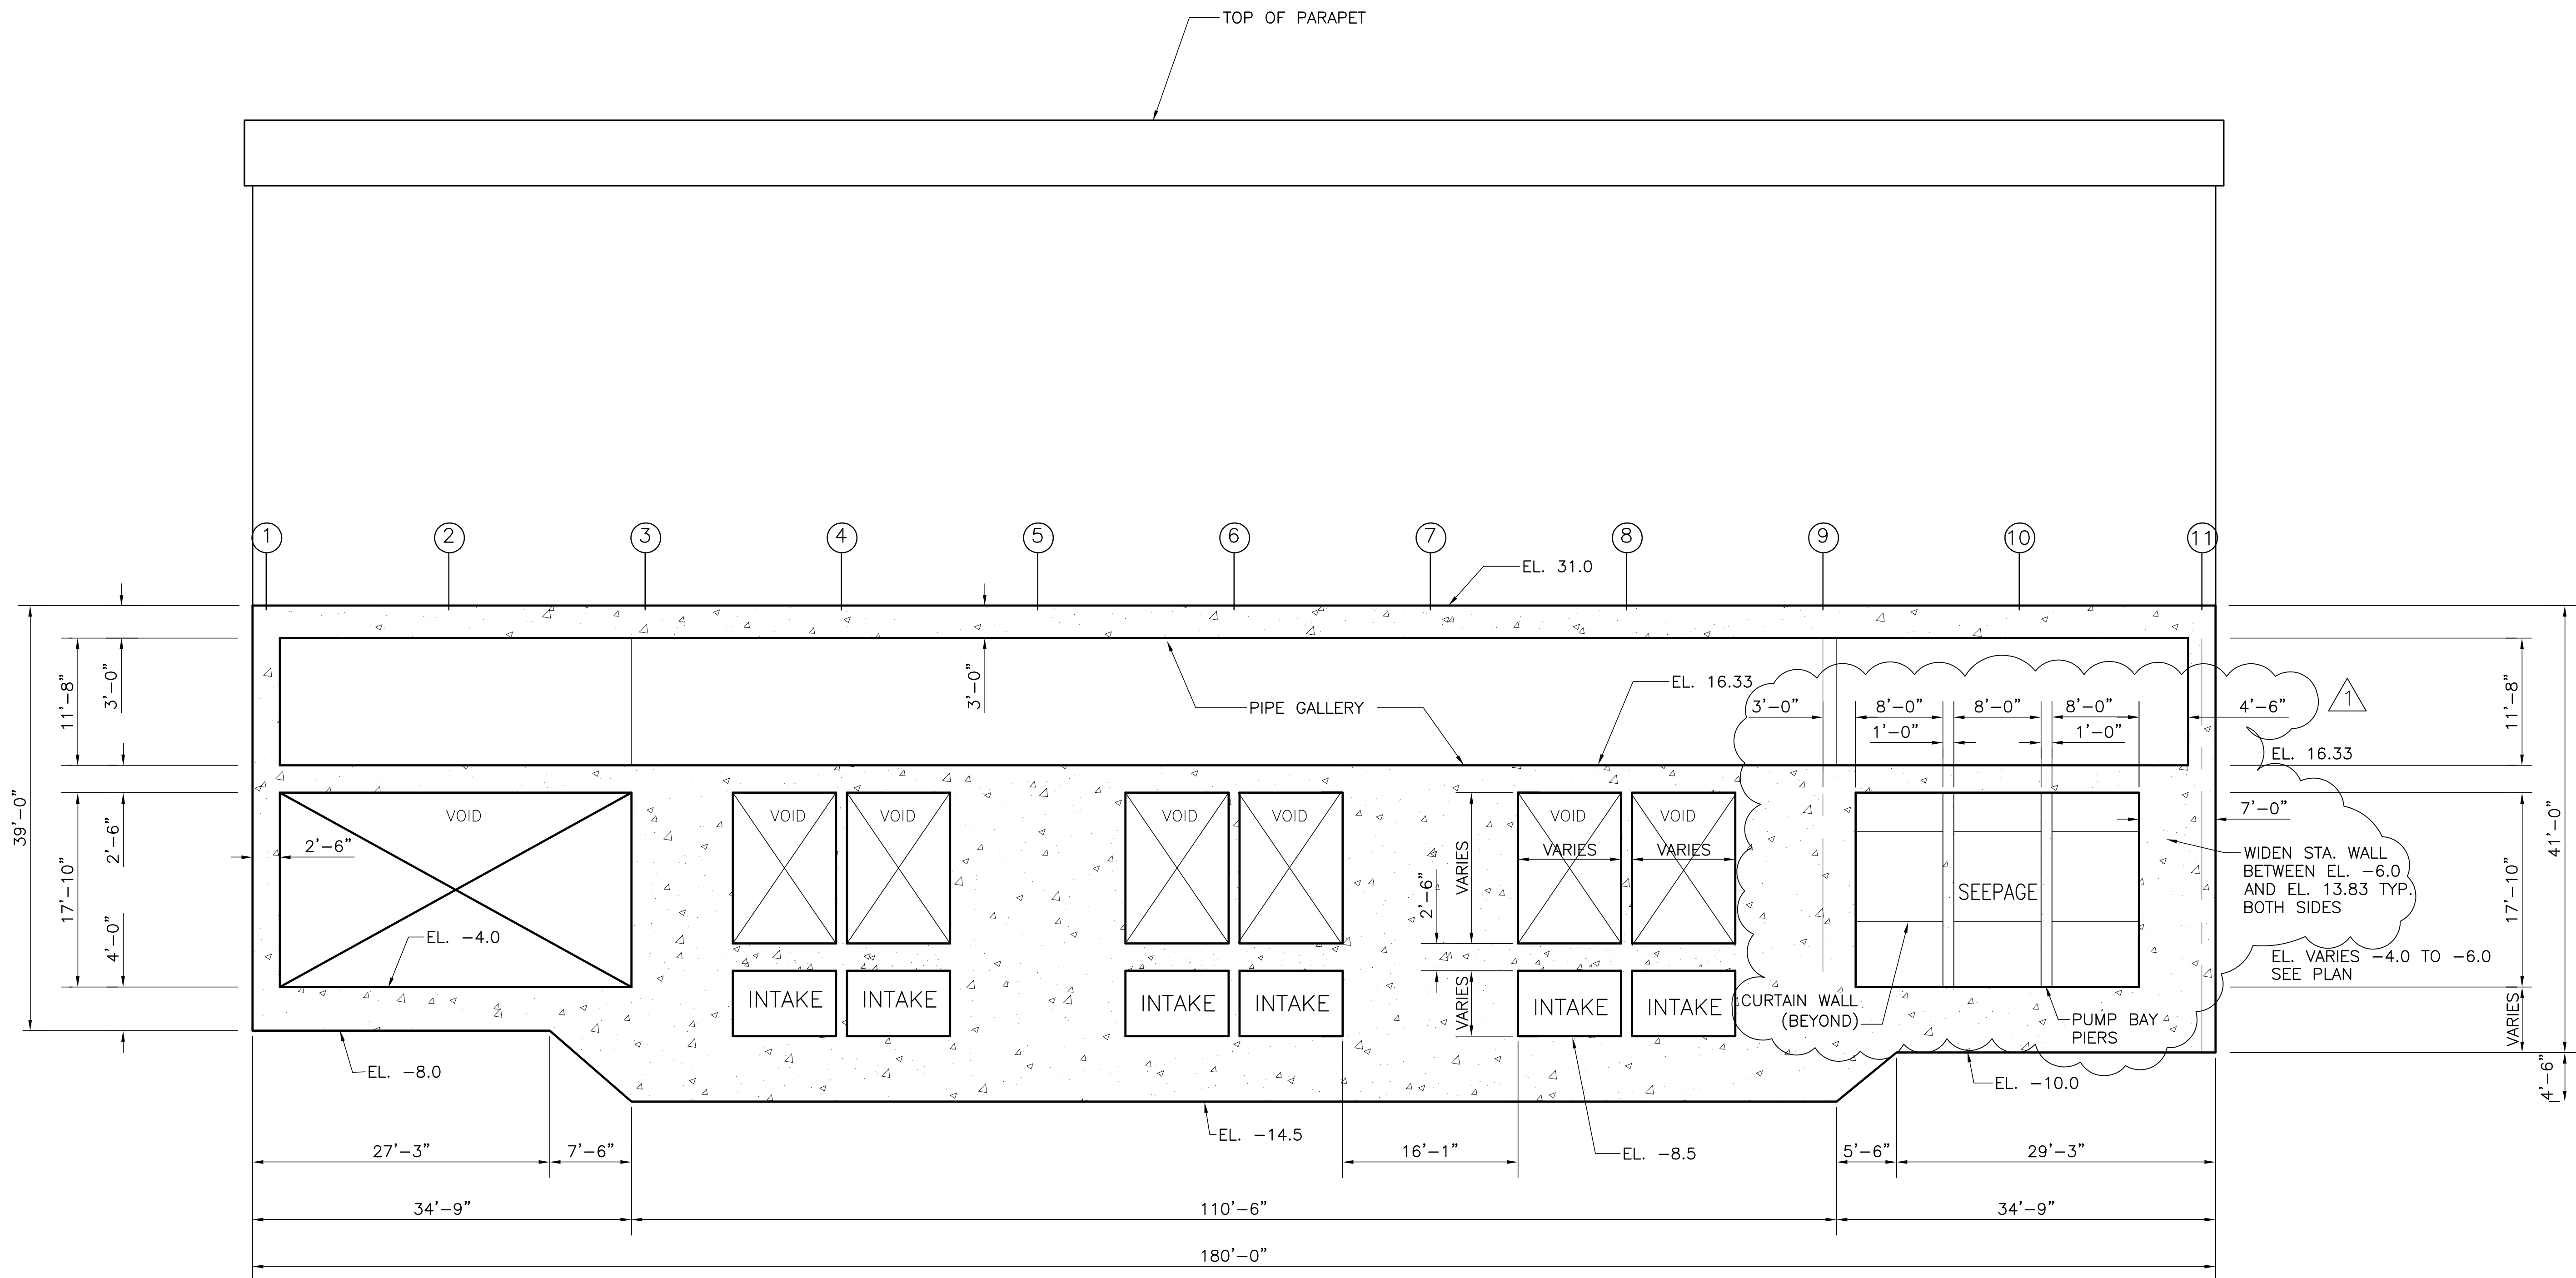 TOP OF PARAPET
1 2 3 4 5 6 7 8 9 10 11
EL. 31.0
39'-0"
11'-8"
3'-0"
3'-0"
PIPE GALLERY
EL. 16.33
3'-0"
8'-0" 8'-0" 8'-0"
1'-0" 1'-0"
4'-6"
1
11'-8"
EL. 16.33
41'-0"
17'-10"
2'-6"
4'-0"
2'-6"
VOID
EL. -4.0
VOID VOID
VOID VOID
VOID VOID
VARIES VARIES
VARIES
2'-6"
VARIES
INTAKE INTAKE
INTAKE INTAKE
INTAKE INTAKE
SEEPAGE
7'-0"
WIDEN STA. WALL
BETWEEN EL. -6.0
AND EL. 13.83 TYP.
BOTH SIDES
17'-10"
EL. VARIES -4.0 TO -6.0
SEE PLAN
CURTAIN WALL
(BEYOND)
PUMP BAY
PIERS
VARIES
4'-6"
EL. -8.0
EL. -10.0
EL. -14.5
EL. -8.5
27'-3" 7'-6" 16'-1" 5'-6" 29'-3"
34'-9" 110'-6" 34'-9"
180'-0"